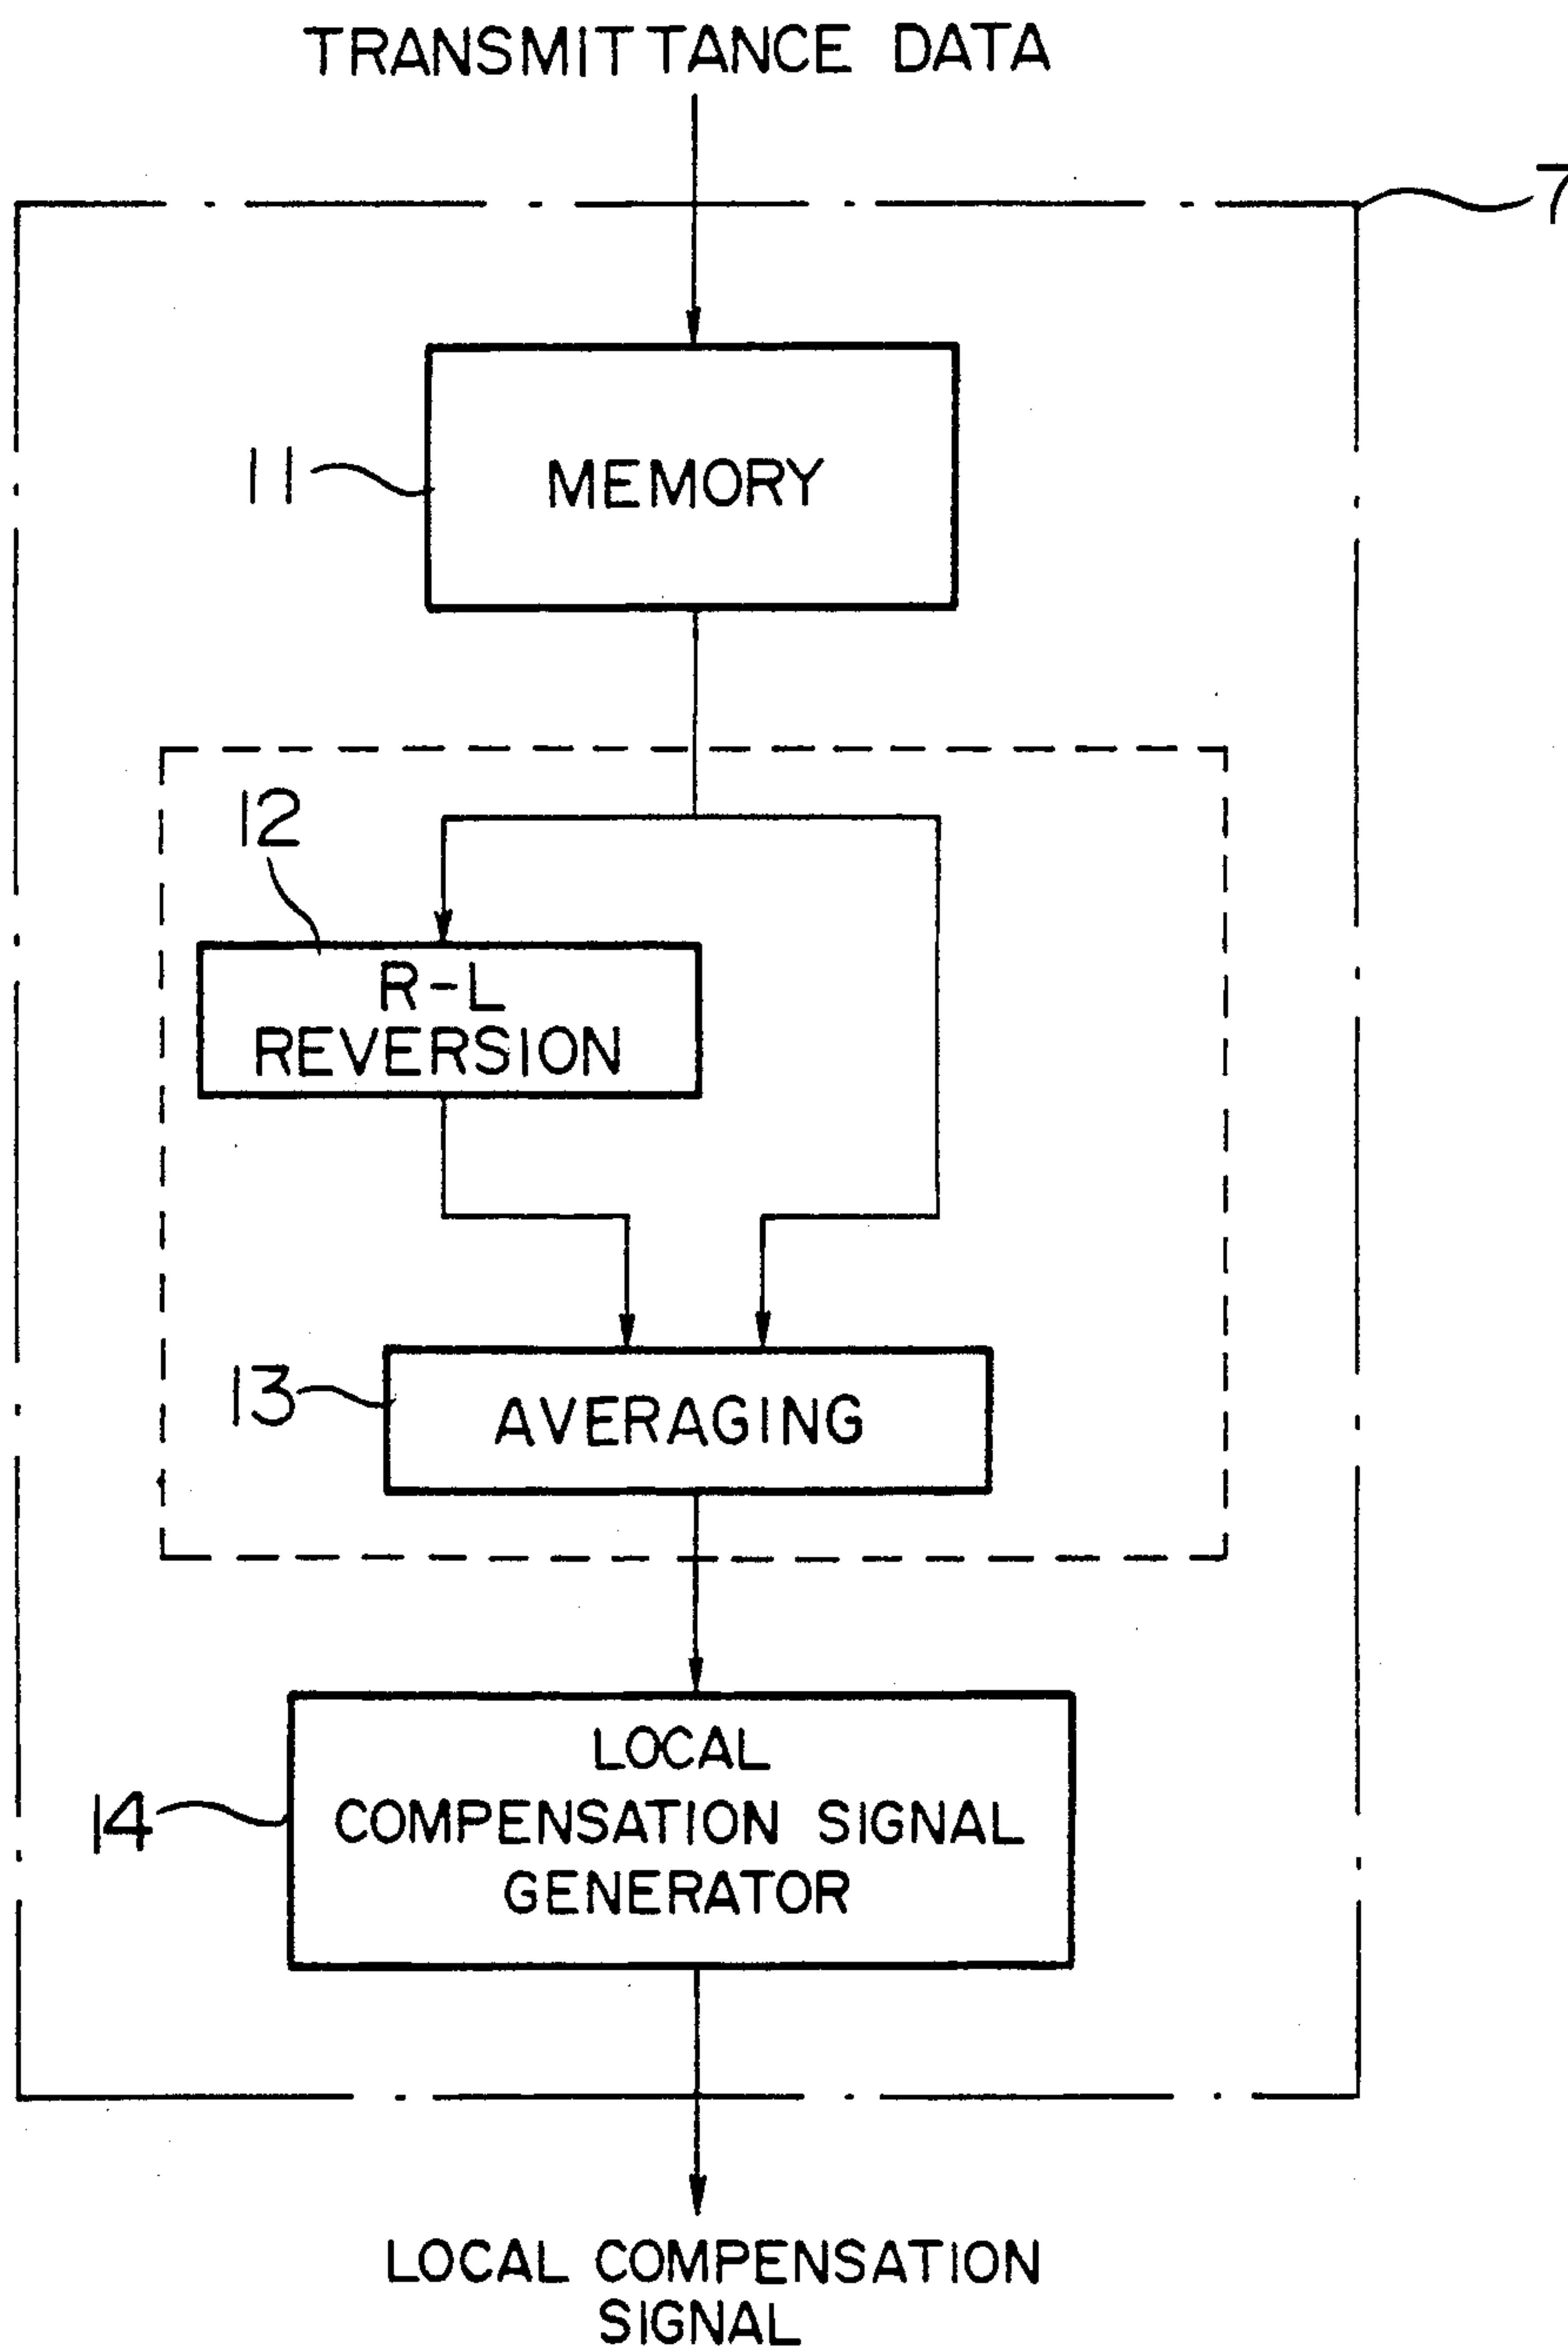 TRANSMITTANCE DATA
7
11
MEMORY
12
R-L
REVERSION
13
AVERAGING
14
LOCAL
COMPENSATION SIGNAL
GENERATOR
LOCAL COMPENSATION
SIGNAL